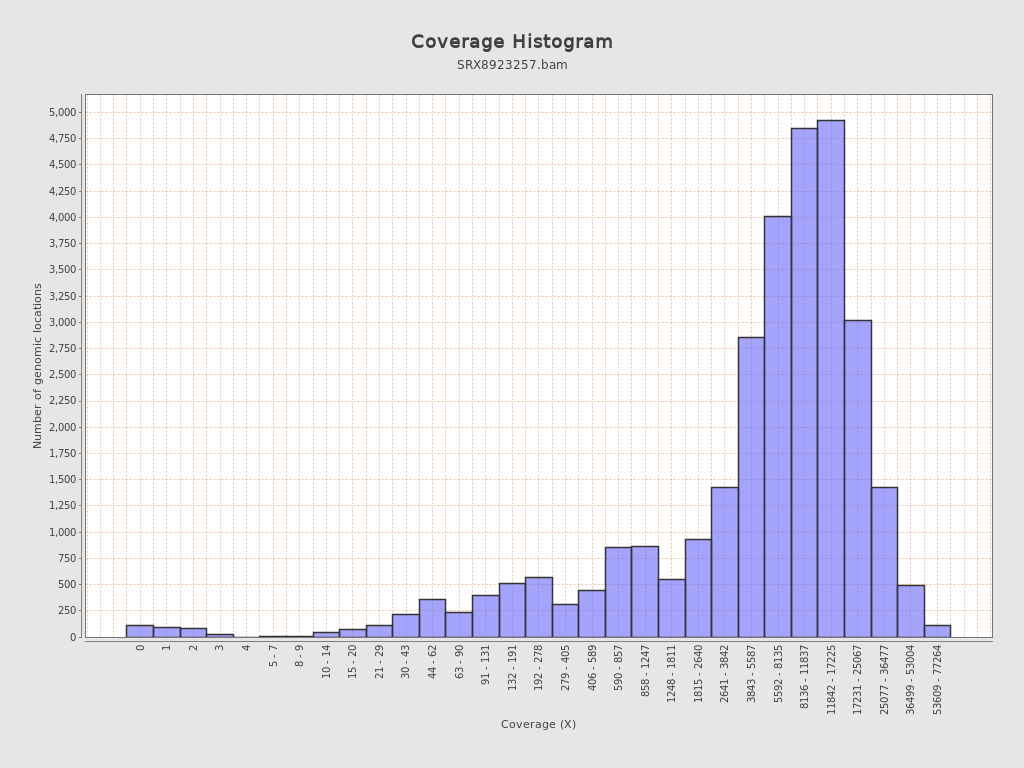 Coverage Histogram
SRX8923257.bam
Number of genomic locations
5,000
4,750
4,500
4,250
4,000
3,750
3,500
3,250
3,000
2,750
2,500
2,250
2,000
1,750
1,500
1,250
1,000
750
500
250
0
0
1
2
3
4
5 - 7
8 - 9
10 - 14
15 - 20
21 - 29
30 - 43
44 - 62
63 - 90
91 - 131
132 - 191
192 - 278
279 - 405
406 - 589
590 - 857
858 - 1247
1248 - 1811
1815 - 2640
2641 - 3842
3843 - 5587
5592 - 8135
8136 - 11837
11842 - 17225
17231 - 25067
25077 - 36477
36499 - 53004
53609 - 77264
Coverage (X)